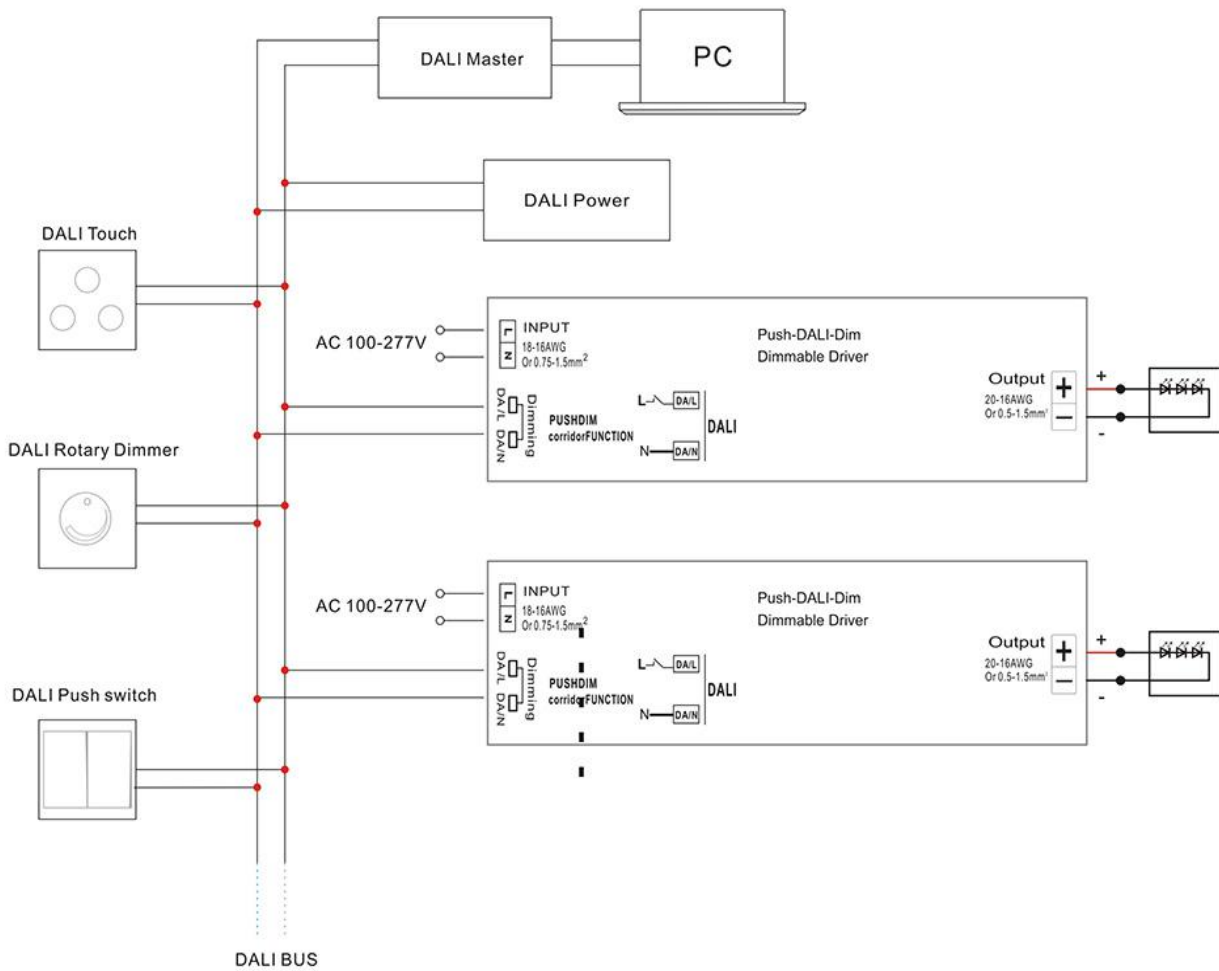 DALI Master
PC
DALI Power
DALI Touch
AC 100-277V
L
N
INPUT
18-16AWG
Or 0.75-1.5mm²
Push-DALI-Dim
Dimmable Driver
DA/L
DA/N
Dimming
PUSHDIM
corridorFUNCTION
L
DA/L
N
DA/N
DALI
Output
20-16AWG
Or 0.5-1.5mm²
+
−
+
-
DALI Rotary Dimmer
AC 100-277V
L
N
INPUT
18-16AWG
Or 0.75-1.5mm²
Push-DALI-Dim
Dimmable Driver
DA/L
DA/N
Dimming
PUSHDIM
corridorFUNCTION
L
DA/L
N
DA/N
DALI
Output
20-16AWG
Or 0.5-1.5mm²
+
−
+
-
DALI Push switch
DALI BUS